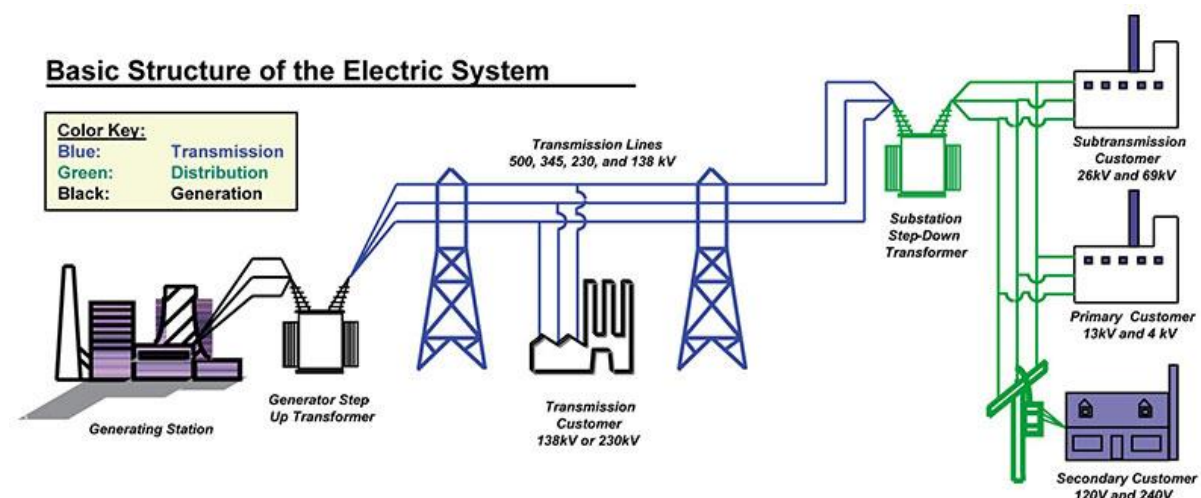 Basic Structure of the Electric System
Color Key:
Blue: Transmission
Green: Distribution
Black: Generation
Transmission Lines
500, 345, 230, and 138 kV
Subtransmission
Customer
26kV and 69kV
Substation
Step-Down
Transformer
Primary Customer
13kV and 4 kV
Generating Station
Generator Step
Up Transformer
Transmission
Customer
138kV or 230kV
Secondary Customer
120V and 240V